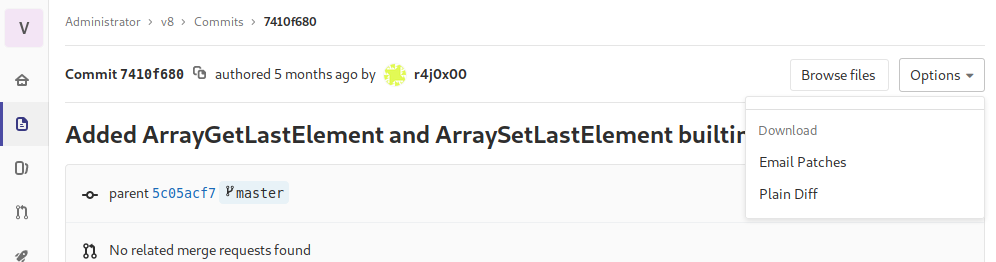 V
Administrator > v8 > Commits > 7410f680
Commit 7410f680 authored 5 months ago by r4j0x00
Browse files
Options
Added ArrayGetLastElement and ArraySetLastElement
Download
Email Patches
Plain Diff
parent 5c05acf7 master
No related merge requests found